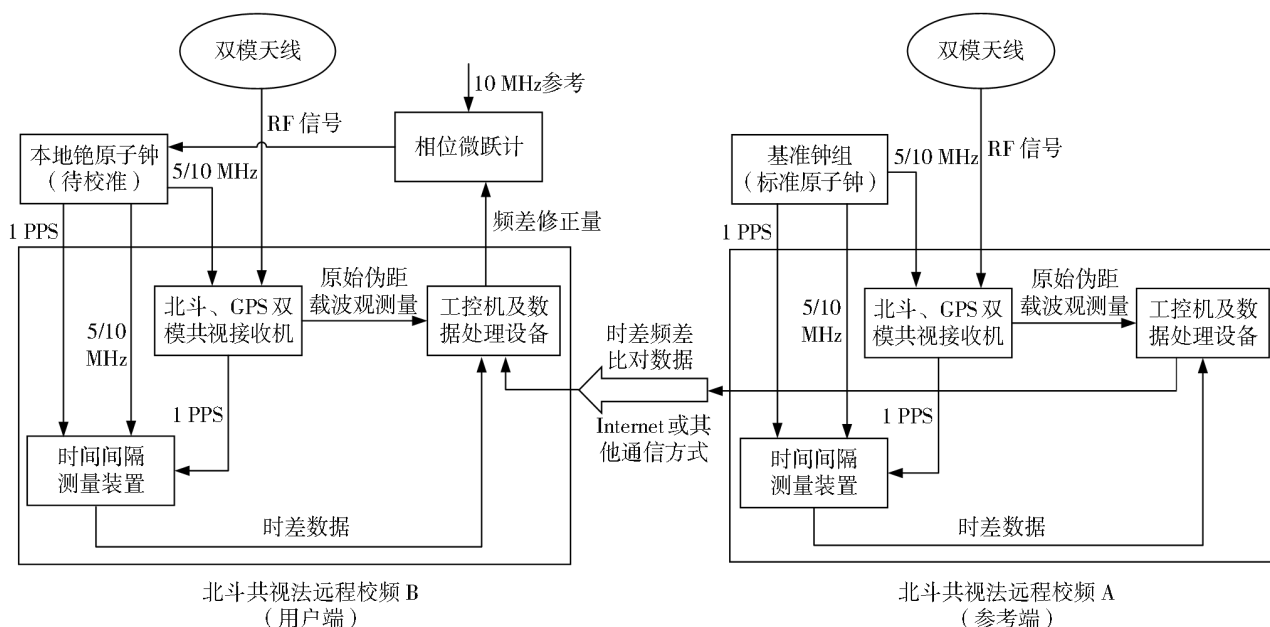 双模天线
10 MHz参考
RF 信号
相位微跃计
本地铯原子钟
（待校准）
5/10 MHz
1 PPS
频差修正量
5/10
MHz
北斗、GPS双
模共视接收机
原始伪距
载波观测量
工控机及数
据处理设备
1 PPS
时间间隔
测量装置
时差数据
北斗共视法远程校频 B
（用户端）
时差频差
比对数据
Internet或其
他通信方式
双模天线
RF 信号
基准钟组
（标准原子钟）
5/10 MHz
1 PPS
5/10
MHz
北斗、GPS双
模共视接收机
原始伪距
载波观测量
工控机及数
据处理设备
1 PPS
时间间隔
测量装置
时差数据
北斗共视法远程校频 A
（参考端）